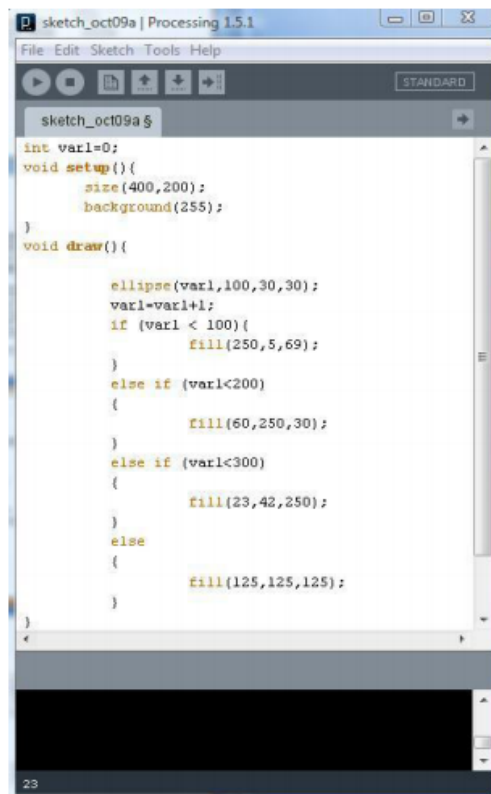 sketch_oct09a | Processing 1.5.1
File Edit Sketch Tools Help
STANDARD
sketch_oct09a §
int var1=0;
void setup(){
size(400,200);
background(255);
}
void draw(){
ellipse(var1,100,30,30);
var1=var1+1;
if (var1 < 100){
fill(250,5,69);
}
else if (var1<200)
{
fill(60,250,30);
}
else if (var1<300)
{
fill(23,42,250);
}
else
{
fill(125,125,125);
}
}
23